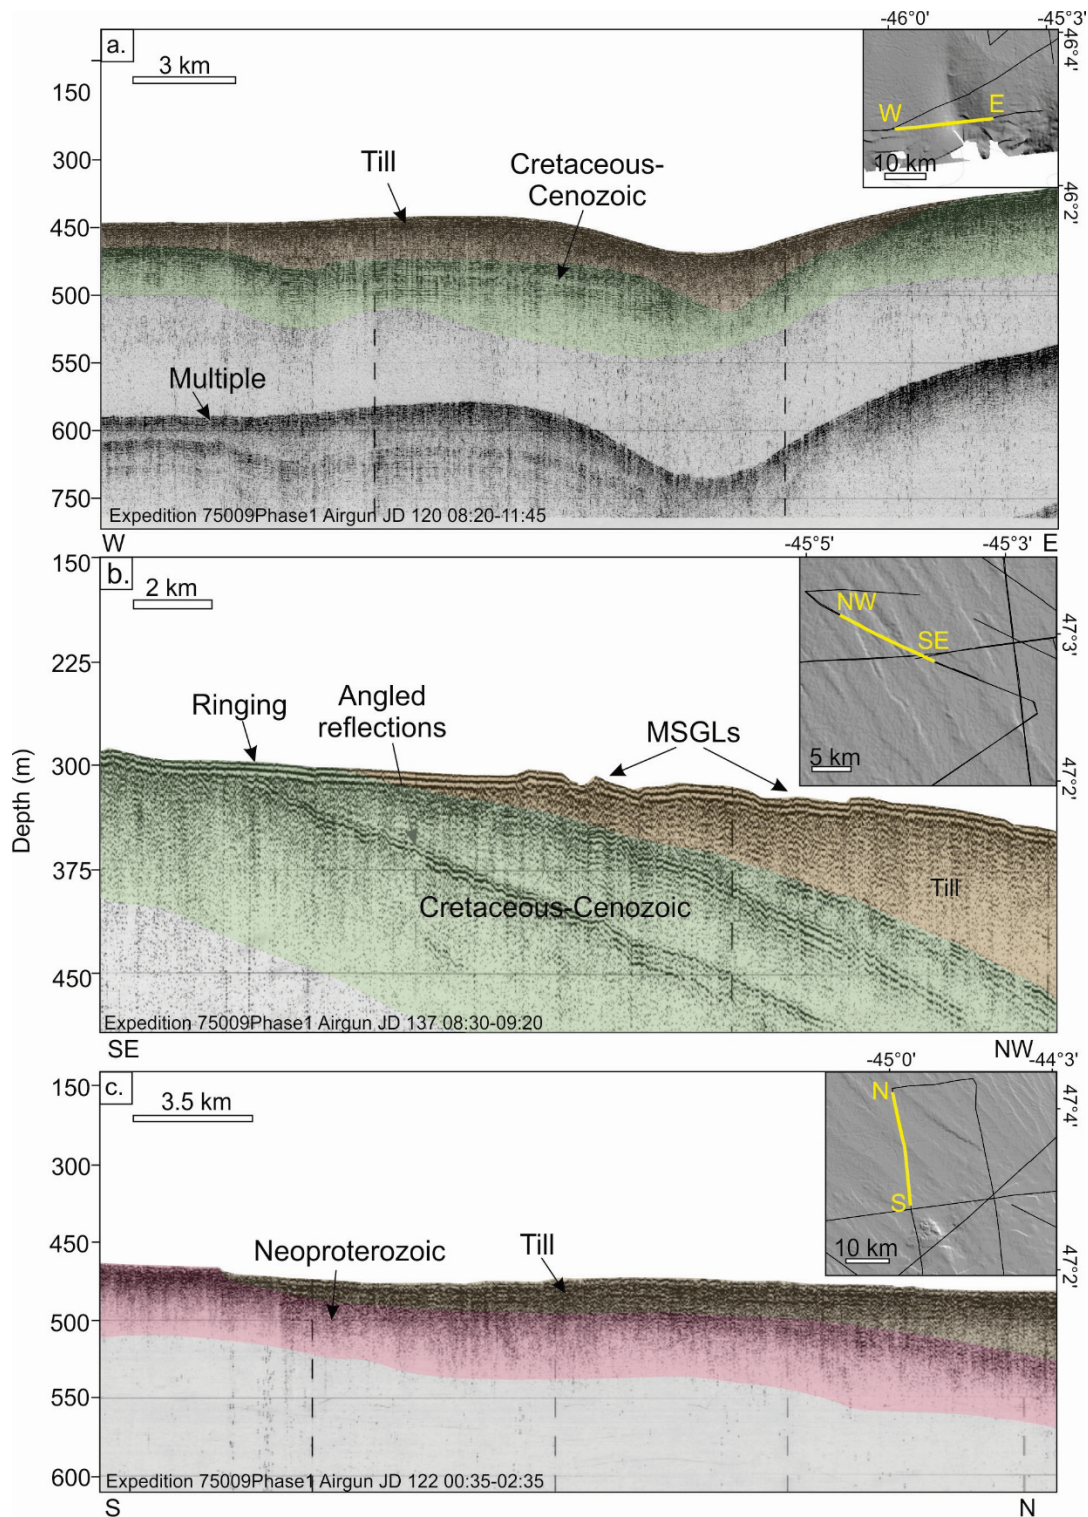 a.
3 km
-46°0'
-45°3'
46°4'
46°2'
W
E
10 km
150
300
450
500
550
600
750
Till
Cretaceous-
Cenozoic
Multiple
Expedition 75009Phase1 Airgun JD 120 08:20-11:45
W
E
b.
2 km
-45°5'
-45°3'
47°3'
47°2'
NW
SE
5 km
Depth (m)
150
225
300
375
450
Ringing
Angled
reflections
MSGLs
Till
Cretaceous-Cenozoic
Expedition 75009Phase1 Airgun JD 137 08:30-09:20
SE
NW
c.
3.5 km
-45°0'
-44°3'
47°4'
47°2'
N
S
10 km
150
300
450
500
550
600
Neoproterozoic
Till
Expedition 75009Phase1 Airgun JD 122 00:35-02:35
S
N